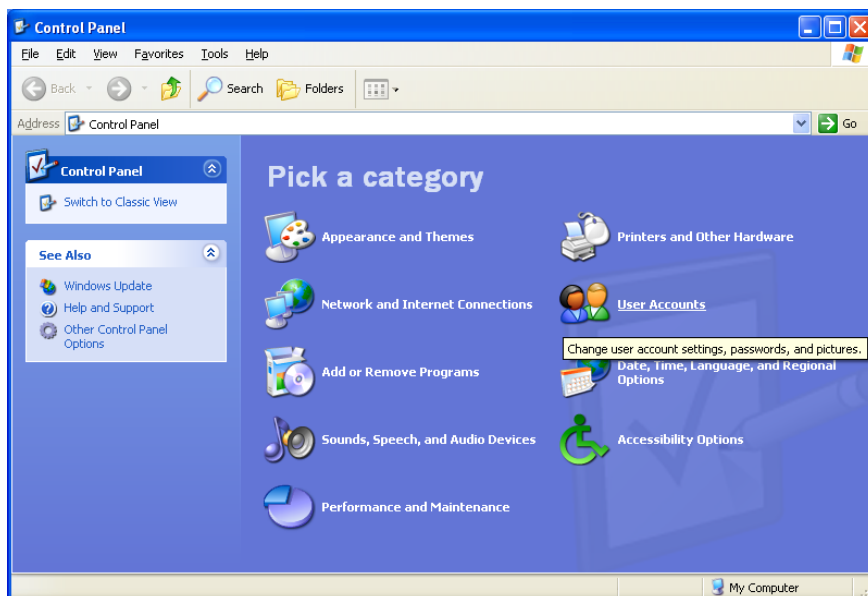 Control Panel
File Edit View Favorites Tools Help
Back Search Folders
Address Control Panel Go
Control Panel
Switch to Classic View
See Also
Windows Update
Help and Support
Other Control Panel
Options
Pick a category
Appearance and Themes
Printers and Other Hardware
Network and Internet Connections
User Accounts
Change user account settings, passwords, and pictures.
Add or Remove Programs
Date, Time, Language, and Regional
Options
Sounds, Speech, and Audio Devices
Accessibility Options
Performance and Maintenance
My Computer